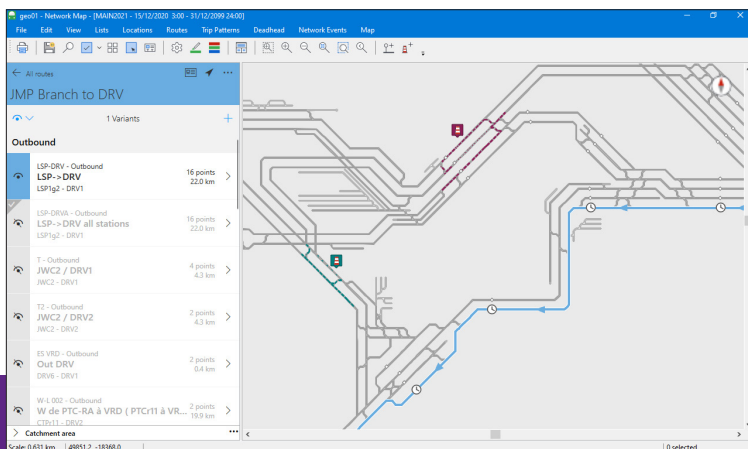 geo01 - Network Map - [MAIN2021 - 15/12/2020 3:00 - 31/12/2099 24:00]
File Edit View Lists Locations Routes Trip Patterns Deadhead Network Events Map
All routes
JMP Branch to DRV
1 Variants
Outbound
LSP-DRV - Outbound
LSP->DRV
LSP1g2 - DRV1
16 points
22.0 km
LSP-DRVA - Outbound
LSP->DRV all stations
LSP1g2 - DRV1
16 points
22.0 km
T - Outbound
JWC2 / DRV1
JWC2 - DRV1
4 points
4.3 km
T2 - Outbound
JWC2 / DRV2
JWC2 - DRV2
2 points
4.3 km
ES VRD - Outbound
Out DRV
DRV6 - DRV1
2 points
0.4 km
W-L 002 - Outbound
W de PTC-RA à VRD ( PTCr11 à VR...
CTPr11 - DRV2
2 points
19.9 km
Catchment area
Scale: 0.631 km 49851.2, -18368.0 0 selected